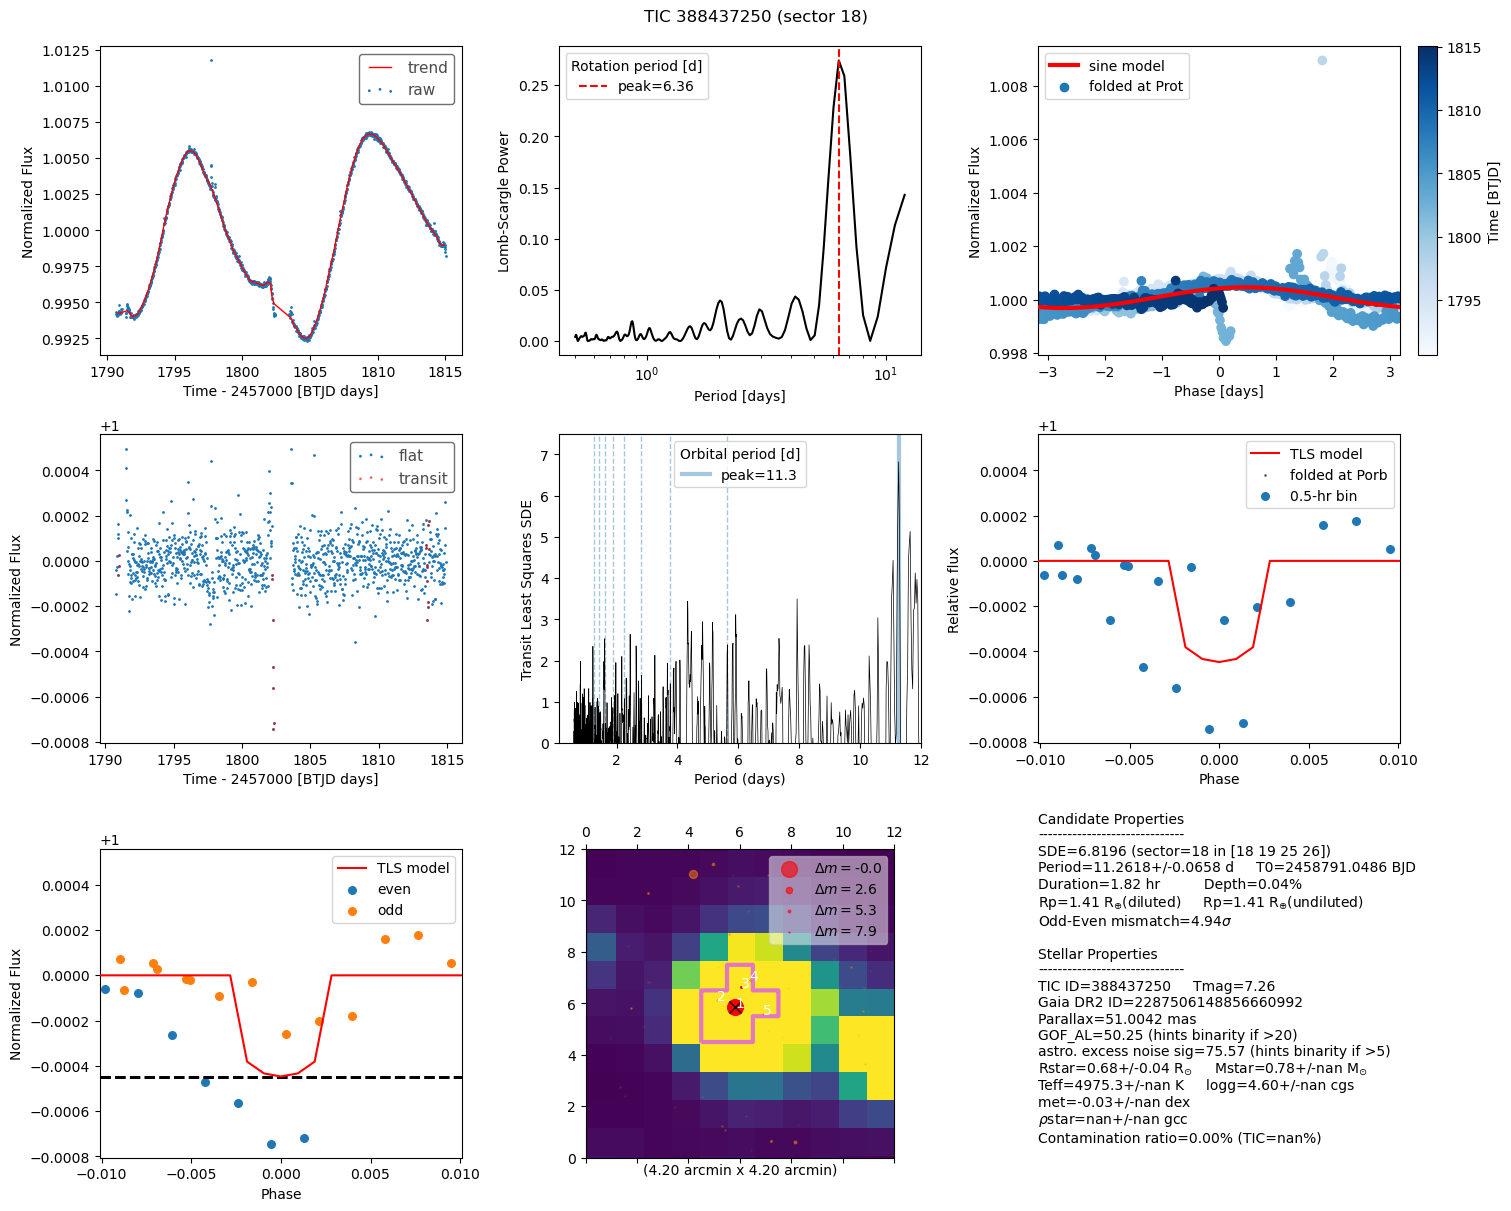 TIC 388437250 (sector 18)
1.0125
1.0100
1.0075
1.0050
1.0025
1.0000
0.9975
0.9950
0.9925
Normalized Flux
trend
raw
1790 1795 1800 1805 1810 1815
Time - 2457000 [BTJD days]
0.25
0.20
0.15
0.10
0.05
0.00
Lomb-Scargle Power
Rotation period [d]
peak=6.36
10⁰ 10¹
Period [days]
1.008
1.006
1.004
1.002
1.000
0.998
Normalized Flux
sine model
folded at Prot
−3 −2 −1 0 1 2 3
Phase [days]
1815
1810
1805
1800
1795
Time [BTJD]
+1
0.0004
0.0002
0.0000
−0.0002
−0.0004
−0.0006
−0.0008
Normalized Flux
flat
transit
1790 1795 1800 1805 1810 1815
Time - 2457000 [BTJD days]
7
6
5
4
3
2
1
0
Transit Least Squares SDE
Orbital period [d]
peak=11.3
2 4 6 8 10 12
Period (days)
+1
0.0004
0.0002
0.0000
−0.0002
−0.0004
−0.0006
−0.0008
Relative flux
TLS model
folded at Porb
0.5-hr bin
−0.010 −0.005 0.000 0.005 0.010
Phase
+1
0.0004
0.0002
0.0000
−0.0002
−0.0004
−0.0006
−0.0008
Normalized Flux
TLS model
even
odd
−0.010 −0.005 0.000 0.005 0.010
Phase
0 2 4 6 8 10 12
12
10
8
6
4
2
0
Δm = -0.0
Δm = 2.6
Δm = 5.3
Δm = 7.9
4
3
2
1
5
(4.20 arcmin x 4.20 arcmin)
Candidate Properties
------------------------------
SDE=6.8196 (sector=18 in [18 19 25 26])
Period=11.2618+/-0.0658 d T0=2458791.0486 BJD
Duration=1.82 hr Depth=0.04%
Rp=1.41 R⊕(diluted) Rp=1.41 R⊕(undiluted)
Odd-Even mismatch=4.94σ
Stellar Properties
------------------------------
TIC ID=388437250 Tmag=7.26
Gaia DR2 ID=2287506148856660992
Parallax=51.0042 mas
GOF_AL=50.25 (hints binarity if >20)
astro. excess noise sig=75.57 (hints binarity if >5)
Rstar=0.68+/-0.04 R☉ Mstar=0.78+/-nan M☉
Teff=4975.3+/-nan K logg=4.60+/-nan cgs
met=-0.03+/-nan dex
ρstar=nan+/-nan gcc
Contamination ratio=0.00% (TIC=nan%)